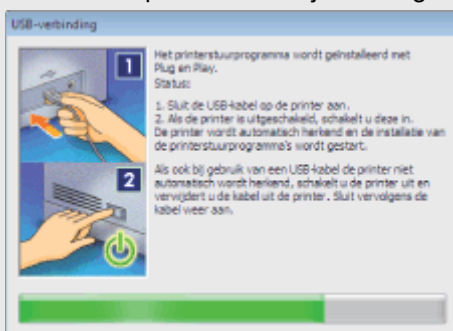 USB-verbinding
1
Het printerstuurprogramma wordt geïnstalleerd met
Plug en Play.
Status:
1. Sluit de USB-kabel op de printer aan.
2. Als de printer is uitgeschakeld, schakelt u deze in.
De printer wordt automatisch herkend en de installatie van
de printerstuurprogramma's wordt gestart.
2
Als ook bij gebruik van een USB-kabel de printer niet
automatisch wordt herkend, schakelt u de printer uit en
verwijdert u de kabel uit de printer. Sluit vervolgens de
kabel weer aan.